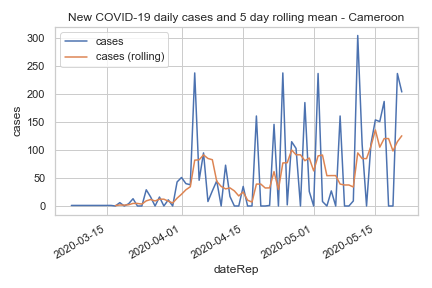 New COVID-19 daily cases and 5 day rolling mean - Cameroon
cases
cases (rolling)
300
250
200
150
100
50
0
cases
2020-03-15
2020-04-01
2020-04-15
2020-05-01
2020-05-15
dateRep